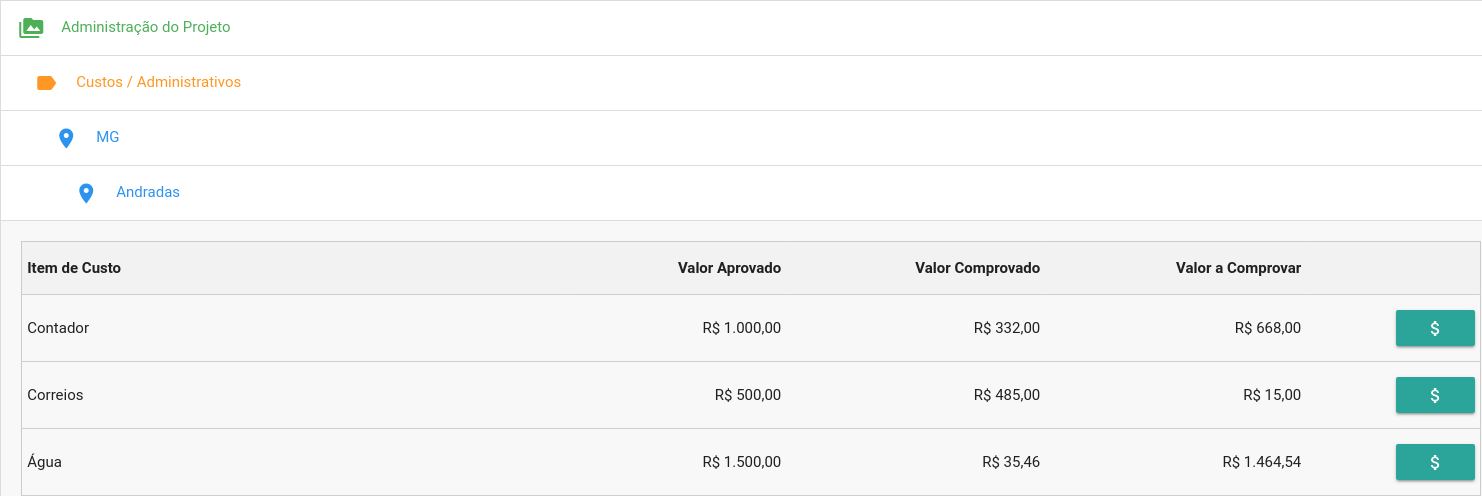 Administração do Projeto
Custos / Administrativos
MG
Andradas
Item de Custo Valor Aprovado Valor Comprovado Valor a Comprovar
Contador R$ 1.000,00 R$ 332,00 R$ 668,00 $
Correios R$ 500,00 R$ 485,00 R$ 15,00 $
Água R$ 1.500,00 R$ 35,46 R$ 1.464,54 $